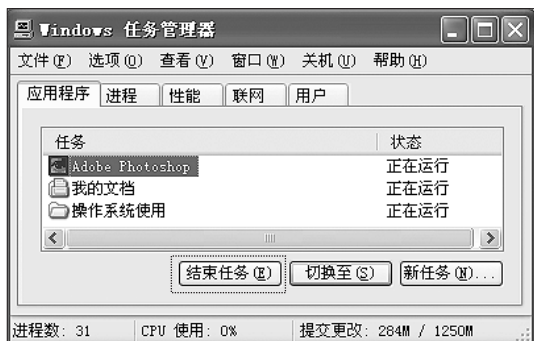 Windows 任务管理器
文件(F) 选项(O) 查看(V) 窗口(W) 关机(U) 帮助(H)
应用程序 进程 性能 联网 用户
任务 状态
Adobe Photoshop 正在运行
我的文档 正在运行
操作系统使用 正在运行
结束任务(E) 切换至(S) 新任务(N)...
进程数: 31 CPU 使用: 0% 提交更改: 284M / 1250M